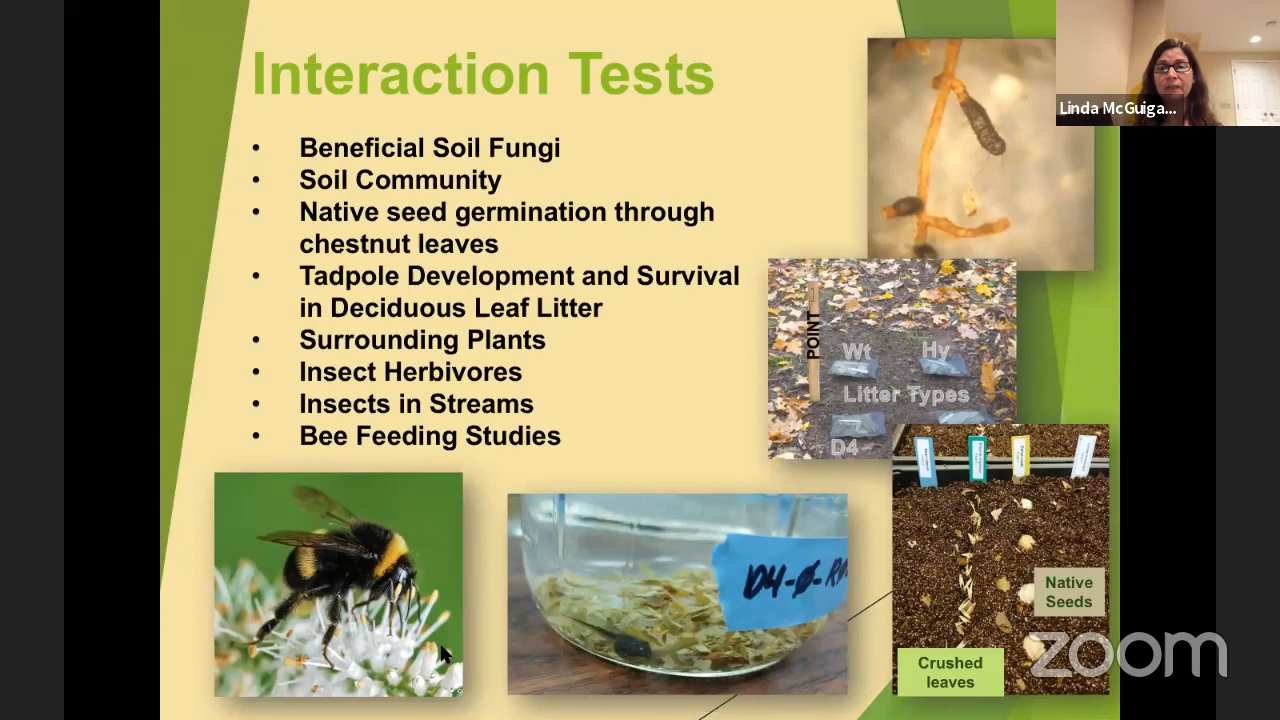 Interaction Tests
Linda McGuiga...
• Beneficial Soil Fungi
• Soil Community
• Native seed germination through
chestnut leaves
• Tadpole Development and Survival
in Deciduous Leaf Litter
• Surrounding Plants
• Insect Herbivores
• Insects in Streams
• Bee Feeding Studies
POINT
Wt
Hy
Litter Types
D4
D4-Ø-
Native
Seeds
Crushed
leaves
zoom